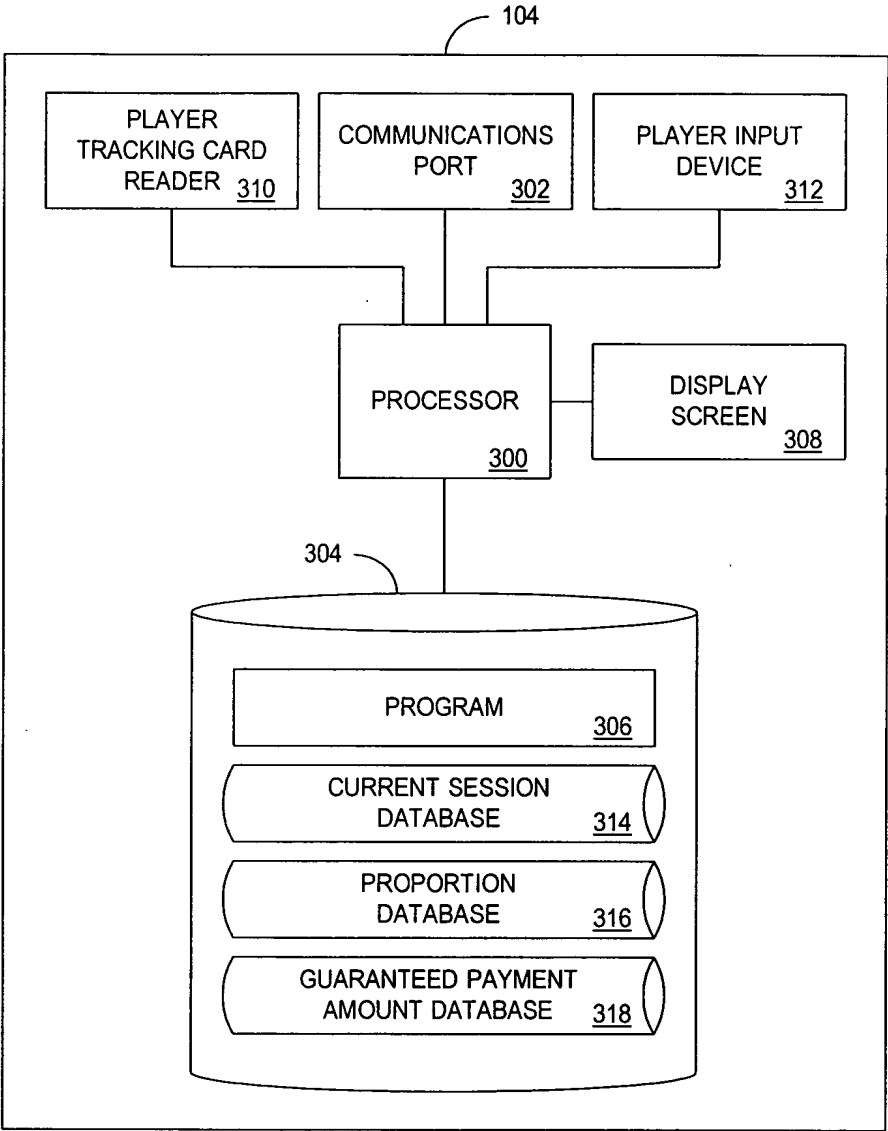 104
PLAYER
TRACKING CARD
READER
310
COMMUNICATIONS
PORT
302
PLAYER INPUT
DEVICE
312
PROCESSOR
300
DISPLAY
SCREEN
308
304
PROGRAM
306
CURRENT SESSION
DATABASE
314
PROPORTION
DATABASE
316
GUARANTEED PAYMENT
AMOUNT DATABASE
318